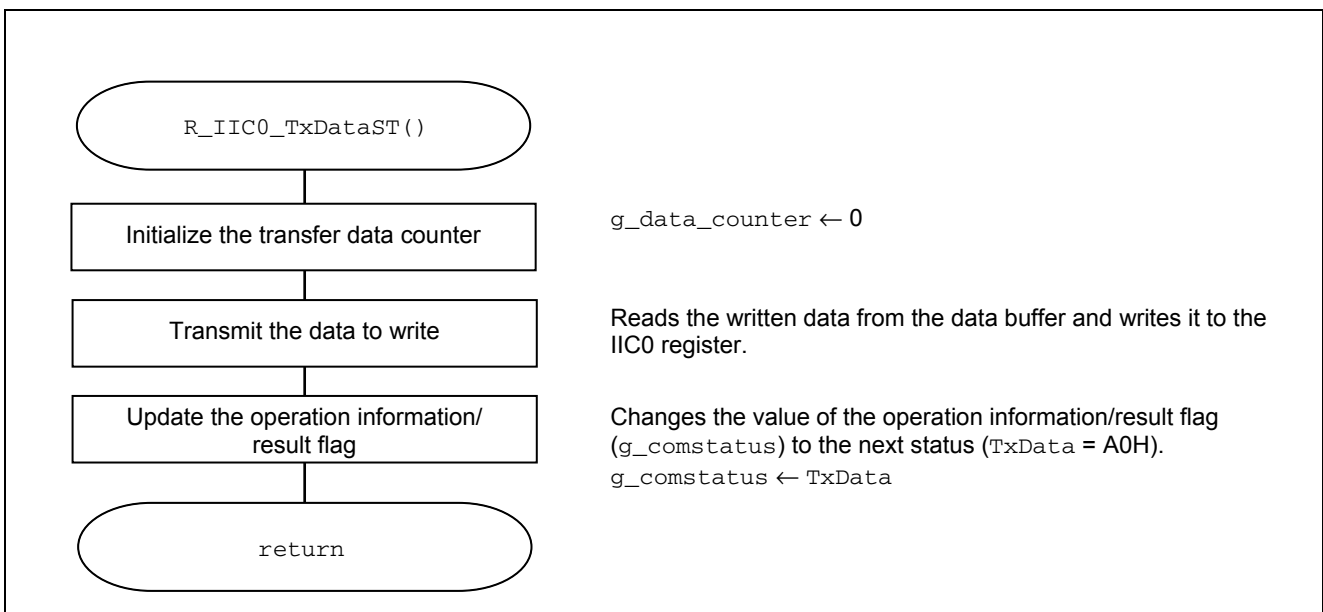 R_IIC0_TxDataST()
Initialize the transfer data counter
g_data_counter ← 0
Transmit the data to write
Reads the written data from the data buffer and writes it to the
IIC0 register.
Update the operation information/
result flag
Changes the value of the operation information/result flag
(g_comstatus) to the next status (TxData = A0H).
g_comstatus ← TxData
return